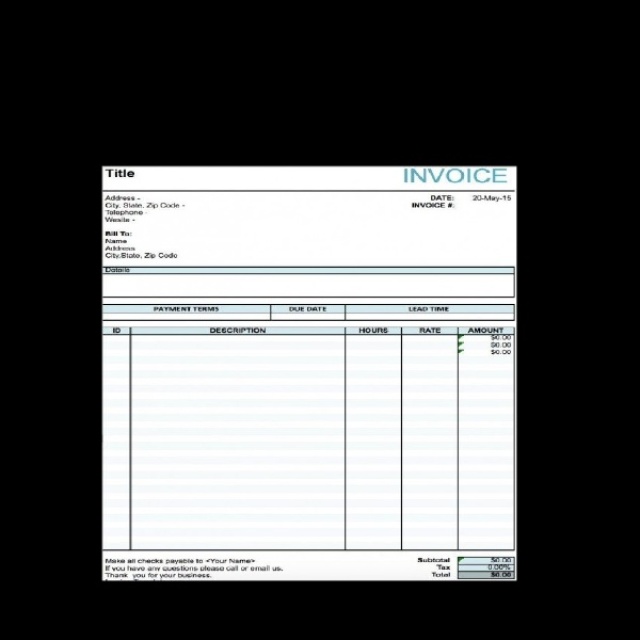 Title INVOICE
Address - DATE: 20-May-15
City, State, Zip Code - INVOICE #:
Telephone -
Bill To:
Name
Address
City,State, Zip Code
Details
PAYMENT TERMS DUE DATE LEAD TIME
ID DESCRIPTION HOURS RATE AMOUNT
$0.00
$0.00
$0.00
Make all checks payable to <Your Name> Subtotal $0.00
If you have any questions please call or email us. Tax 0.00%
Thank you for your business. Total $0.00